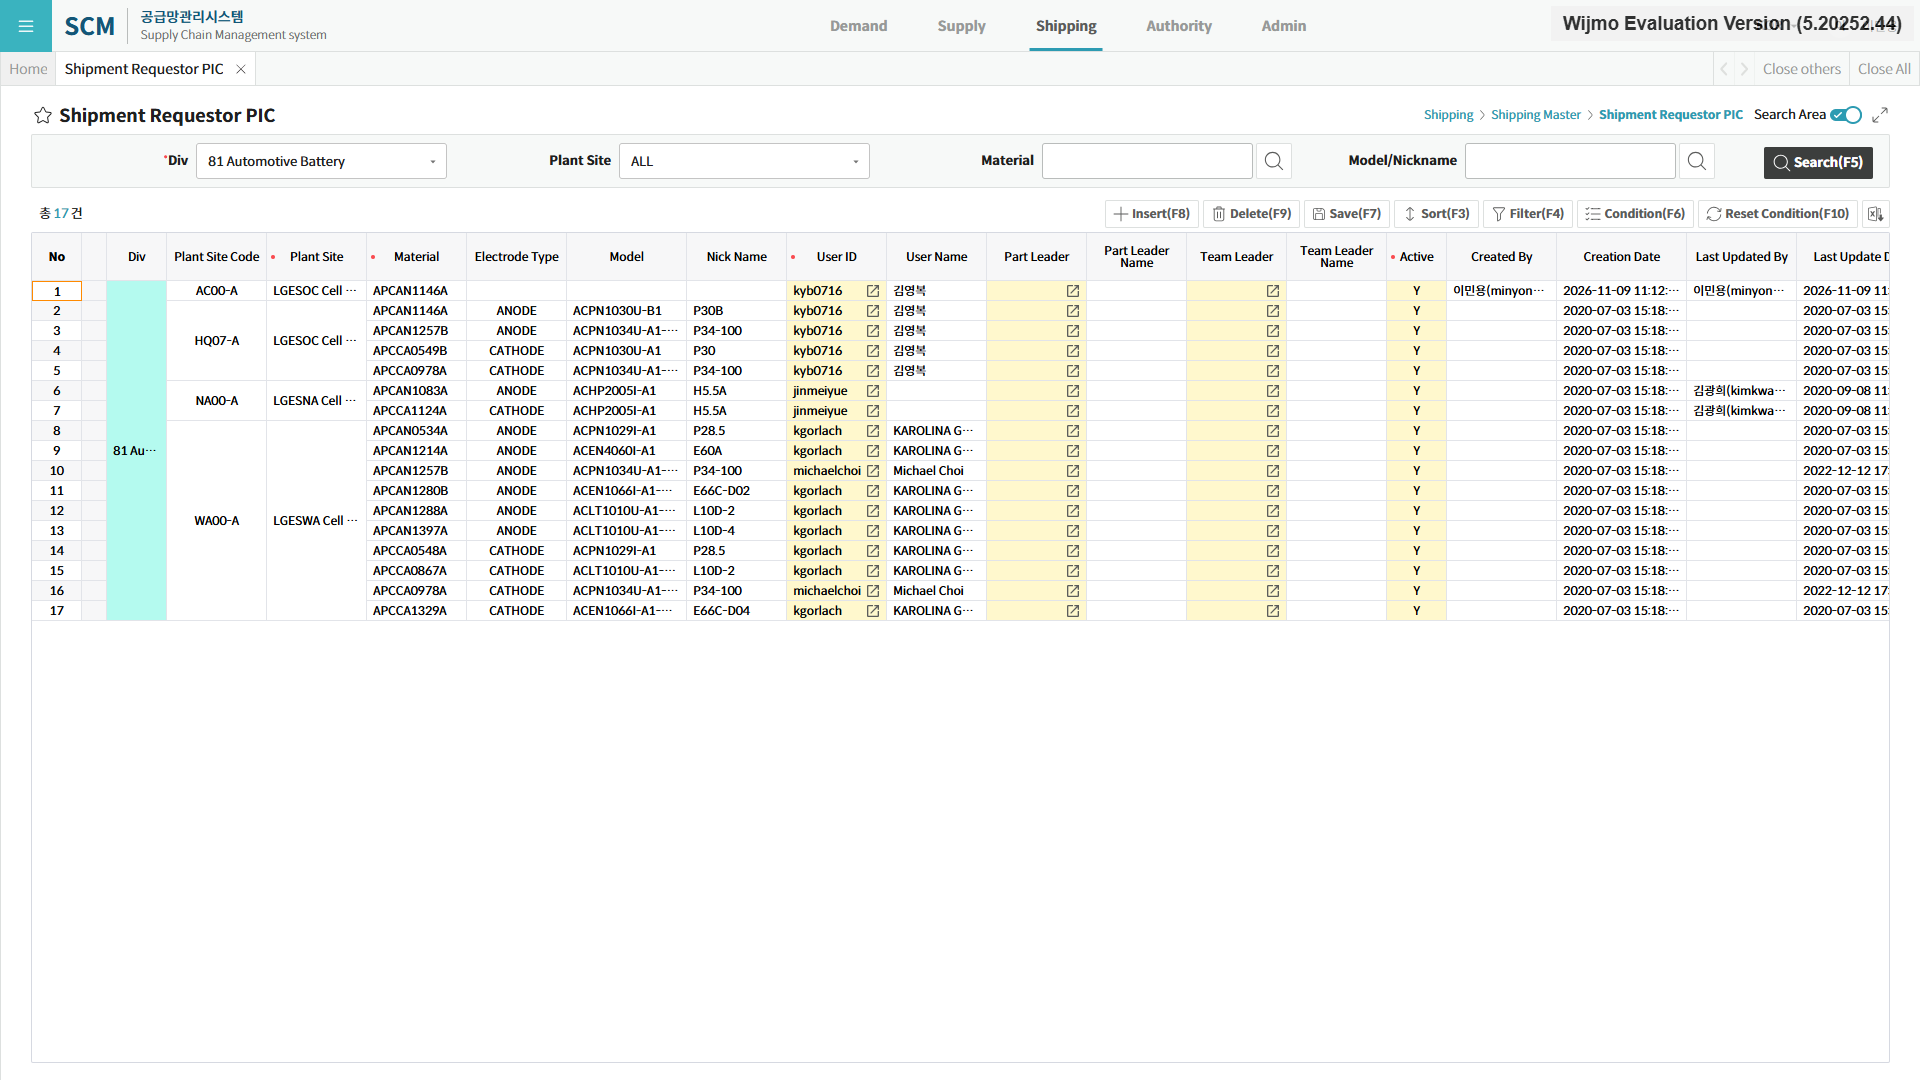 SCM
공급망관리시스템
Supply Chain Management system
Demand Supply Shipping Authority Admin
Wijmo Evaluation Version (5.20252.44)
Home Shipment Requestor PIC Close others Close All
Shipment Requestor PIC
Shipping > Shipping Master > Shipment Requestor PIC Search Area
*Div 81 Automotive Battery Plant Site ALL Material Model/Nickname Search(F5)
총 17 건
Insert(F8) Delete(F9) Save(F7) Sort(F3) Filter(F4) Condition(F6) Reset Condition(F10)
No Div Plant Site Code Plant Site Material Electrode Type Model Nick Name User ID User Name Part Leader Part Leader Name Team Leader Team Leader Name Active Created By Creation Date Last Updated By Last Update D
1 AC00-A LGESOC Cell ··· APCAN1146A kyb0716 김영복 Y 이민용(minyon··· 2026-11-09 11:12:··· 이민용(minyon··· 2026-11-09 11:
2 APCAN1146A ANODE ACPN1030U-B1 P30B kyb0716 김영복 Y 2020-07-03 15:18:··· 2020-07-03 15:
3 APCAN1257B ANODE ACPN1034U-A1-··· P34-100 kyb0716 김영복 Y 2020-07-03 15:18:··· 2020-07-03 15:
HQ07-A LGESOC Cell ···
4 APCCA0549B CATHODE ACPN1030U-A1 P30 kyb0716 김영복 Y 2020-07-03 15:18:··· 2020-07-03 15:
5 APCCA0978A CATHODE ACPN1034U-A1-··· P34-100 kyb0716 김영복 Y 2020-07-03 15:18:··· 2020-07-03 15:
6 APCAN1083A ANODE ACHP2005I-A1 H5.5A jinmeiyue Y 2020-07-03 15:18:··· 김광희(kimkwa··· 2020-09-08 11:
NA00-A LGESNA Cell ···
7 APCCA1124A CATHODE ACHP2005I-A1 H5.5A jinmeiyue Y 2020-07-03 15:18:··· 김광희(kimkwa··· 2020-09-08 11:
8 APCAN0534A ANODE ACPN1029I-A1 P28.5 kgorlach KAROLINA G··· Y 2020-07-03 15:18:··· 2020-07-03 15:
9 81 Au··· APCAN1214A ANODE ACEN4060I-A1 E60A kgorlach KAROLINA G··· Y 2020-07-03 15:18:··· 2020-07-03 15:
10 APCAN1257B ANODE ACPN1034U-A1-··· P34-100 michaelchoi Michael Choi Y 2020-07-03 15:18:··· 2022-12-12 17:
11 APCAN1280B ANODE ACEN1066I-A1-··· E66C-D02 kgorlach KAROLINA G··· Y 2020-07-03 15:18:··· 2020-07-03 15:
12 APCAN1288A ANODE ACLT1010U-A1-··· L10D-2 kgorlach KAROLINA G··· Y 2020-07-03 15:18:··· 2020-07-03 15:
WA00-A LGESWA Cell ···
13 APCAN1397A ANODE ACLT1010U-A1-··· L10D-4 kgorlach KAROLINA G··· Y 2020-07-03 15:18:··· 2020-07-03 15:
14 APCCA0548A CATHODE ACPN1029I-A1 P28.5 kgorlach KAROLINA G··· Y 2020-07-03 15:18:··· 2020-07-03 15:
15 APCCA0867A CATHODE ACLT1010U-A1-··· L10D-2 kgorlach KAROLINA G··· Y 2020-07-03 15:18:··· 2020-07-03 15:
16 APCCA0978A CATHODE ACPN1034U-A1-··· P34-100 michaelchoi Michael Choi Y 2020-07-03 15:18:··· 2022-12-12 17:
17 APCCA1329A CATHODE ACEN1066I-A1-··· E66C-D04 kgorlach KAROLINA G··· Y 2020-07-03 15:18:··· 2020-07-03 15: